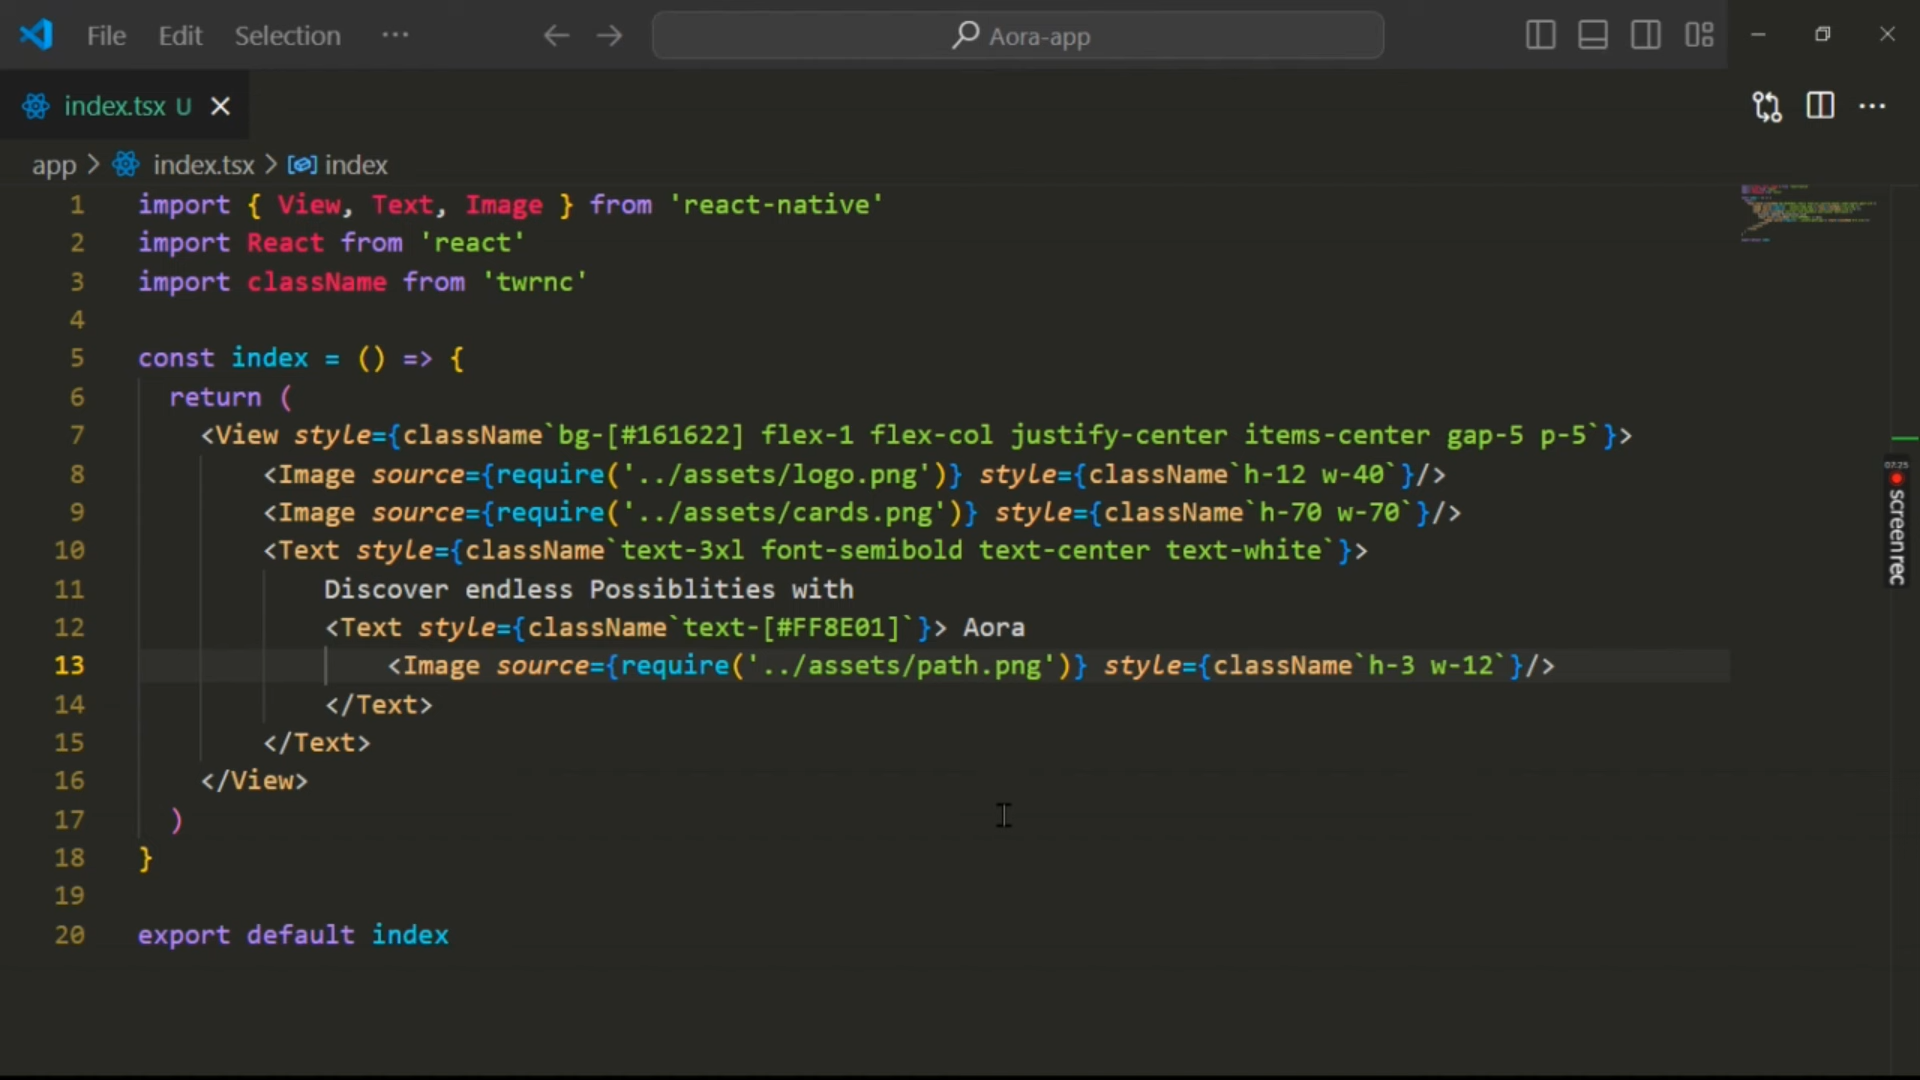 File Edit Selection ··· Aora-app
index.tsx U
app > index.tsx > index
1 import { View, Text, Image } from 'react-native'
2 import React from 'react'
3 import className from 'twrnc'
4
5 const index = () => {
6 return (
7 <View style={className`bg-[#161622] flex-1 flex-col justify-center items-center gap-5 p-5`}>
8 <Image source={require('../assets/logo.png')} style={className`h-12 w-40`}/>
9 <Image source={require('../assets/cards.png')} style={className`h-70 w-70`}/>
10 <Text style={className`text-3xl font-semibold text-center text-white`}>
11 Discover endless Possiblities with
12 <Text style={className`text-[#FF8E01]`}> Aora
13 <Image source={require('../assets/path.png')} style={className`h-3 w-12`}/>
14 </Text>
15 </Text>
16 </View>
17 )
18 }
19
20 export default index
07:25
screen rec